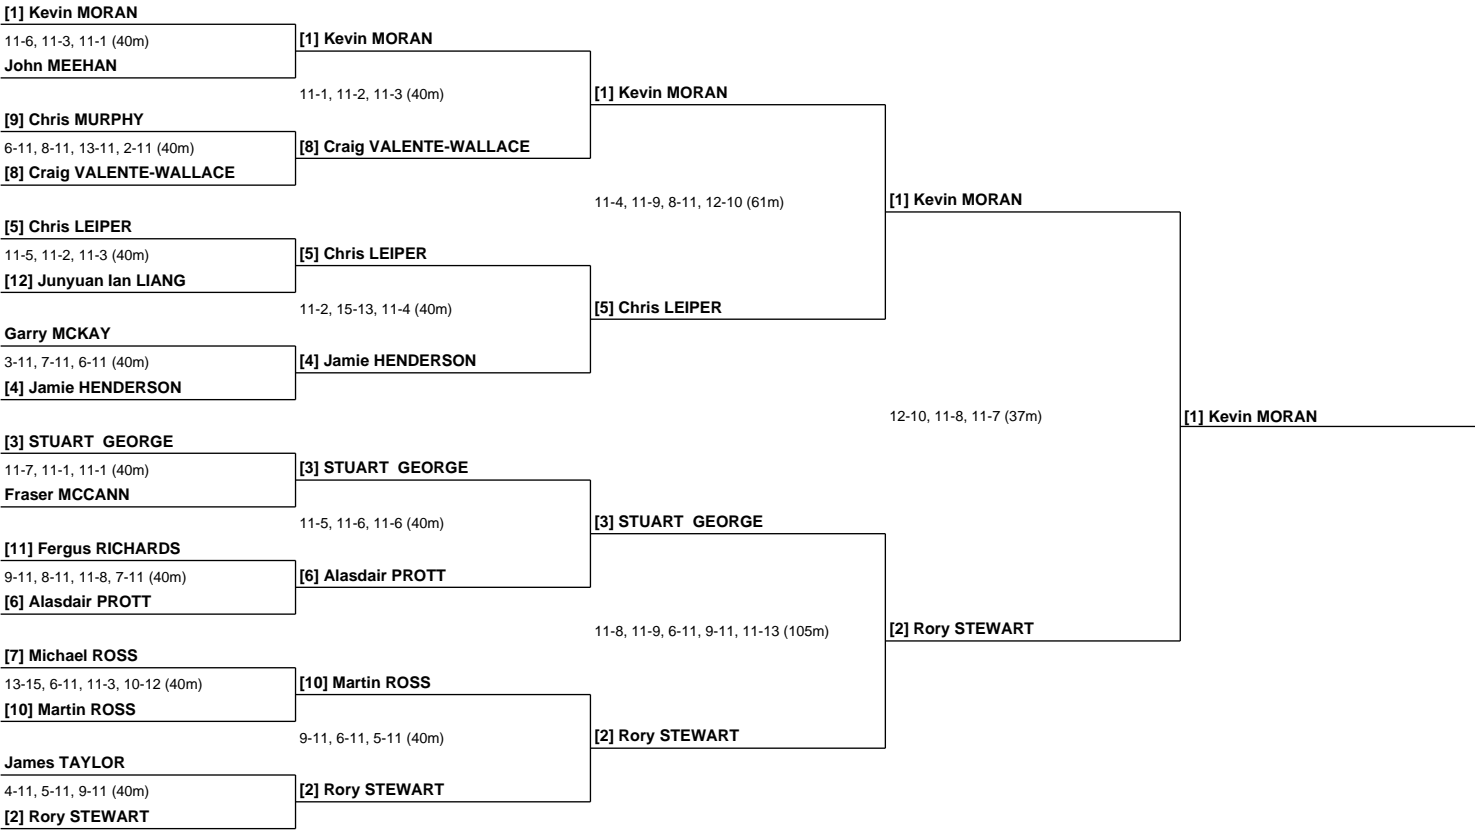 [1] Kevin MORAN
11-6, 11-3, 11-1 (40m)
John MEEHAN
[9] Chris MURPHY
6-11, 8-11, 13-11, 2-11 (40m)
[8] Craig VALENTE-WALLACE
[5] Chris LEIPER
11-5, 11-2, 11-3 (40m)
[12] Junyuan Ian LIANG
Garry MCKAY
3-11, 7-11, 6-11 (40m)
[4] Jamie HENDERSON
[3] STUART  GEORGE
11-7, 11-1, 11-1 (40m)
Fraser MCCANN
[11] Fergus RICHARDS
9-11, 8-11, 11-8, 7-11 (40m)
[6] Alasdair PROTT
[7] Michael ROSS
13-15, 6-11, 11-3, 10-12 (40m)
[10] Martin ROSS
James TAYLOR
4-11, 5-11, 9-11 (40m)
[2] Rory STEWART
[1] Kevin MORAN
11-1, 11-2, 11-3 (40m)
[8] Craig VALENTE-WALLACE
[5] Chris LEIPER
11-2, 15-13, 11-4 (40m)
[4] Jamie HENDERSON
[3] STUART  GEORGE
11-5, 11-6, 11-6 (40m)
[6] Alasdair PROTT
[10] Martin ROSS
9-11, 6-11, 5-11 (40m)
[2] Rory STEWART
[1] Kevin MORAN
11-4, 11-9, 8-11, 12-10 (61m)
[5] Chris LEIPER
[3] STUART  GEORGE
11-8, 11-9, 6-11, 9-11, 11-13 (105m)
[2] Rory STEWART
[1] Kevin MORAN
12-10, 11-8, 11-7 (37m)
[2] Rory STEWART
[1] Kevin MORAN